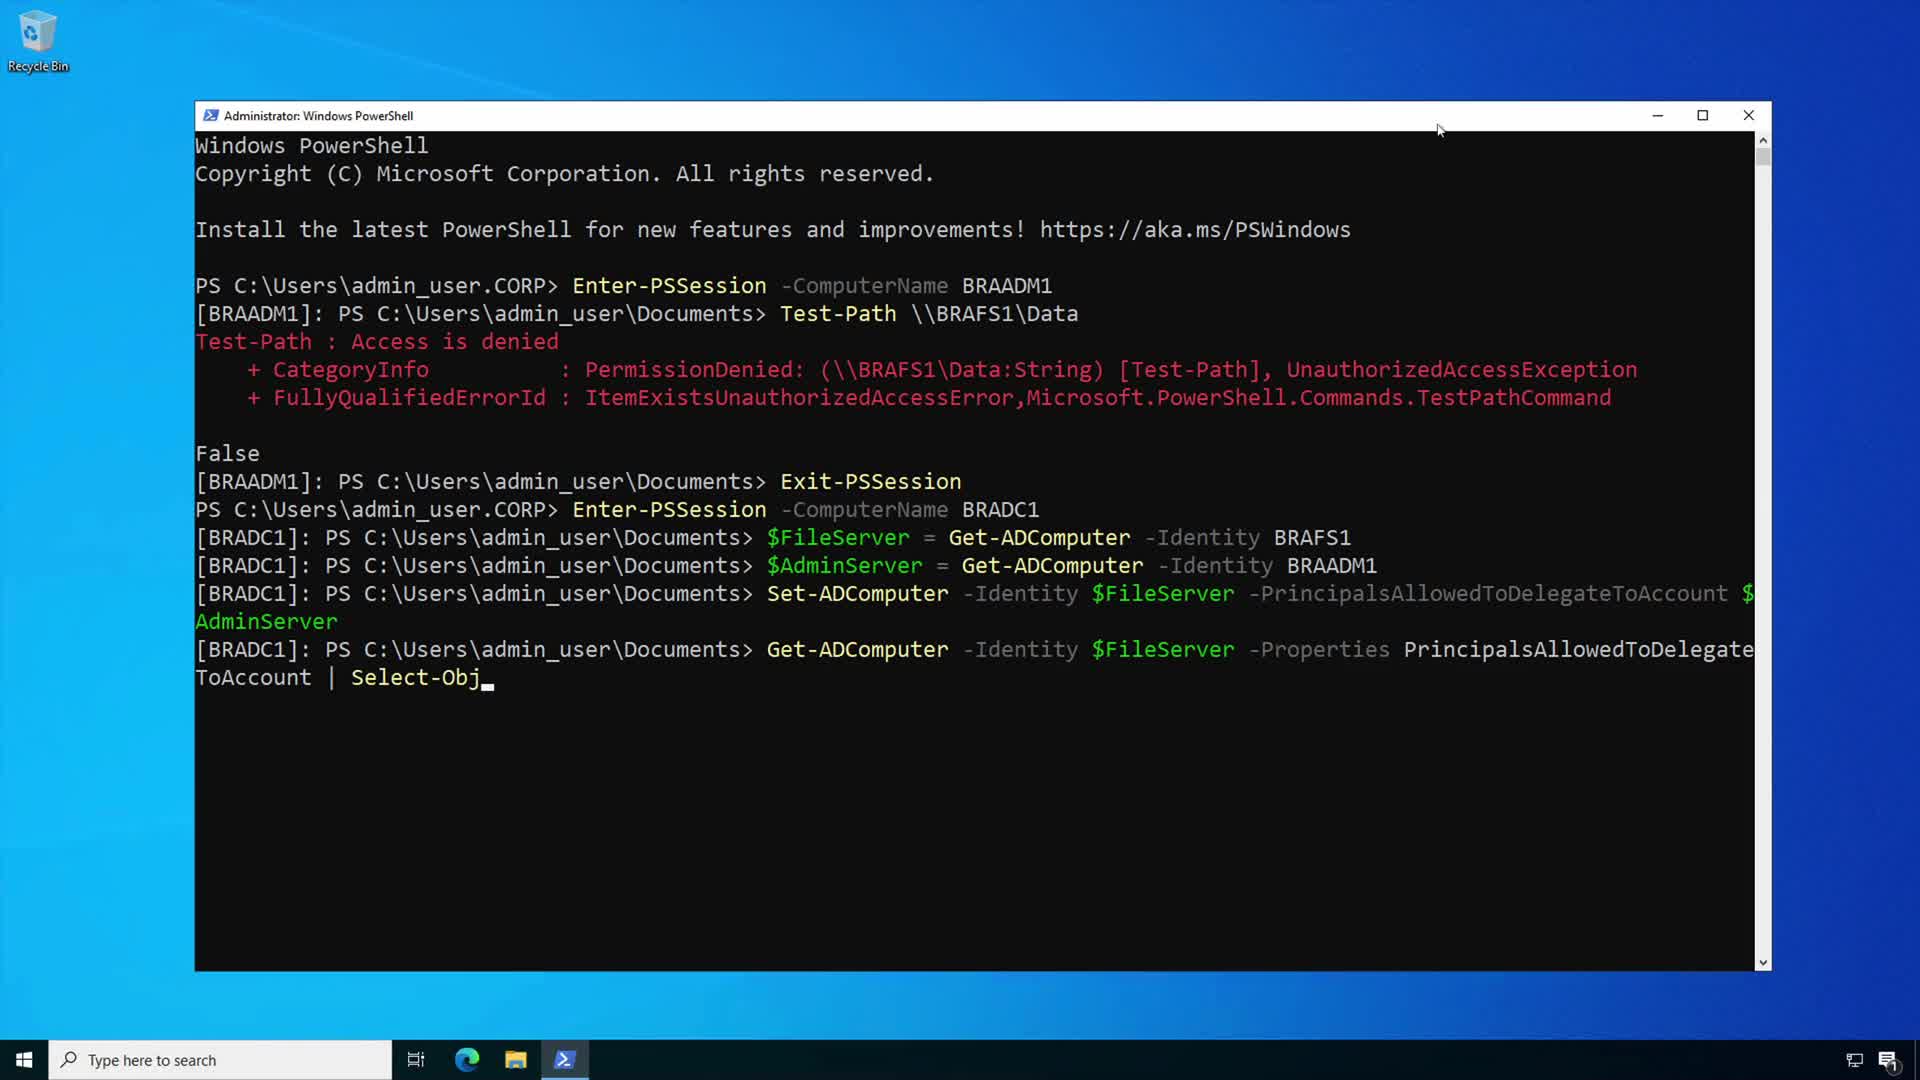 Recycle Bin
Administrator: Windows PowerShell
Windows PowerShell
Copyright (C) Microsoft Corporation. All rights reserved.
Install the latest PowerShell for new features and improvements! https://aka.ms/PSWindows
PS C:\Users\admin_user.CORP> Enter-PSSession -ComputerName BRAADM1
[BRAADM1]: PS C:\Users\admin_user\Documents> Test-Path \\BRAFS1\Data
Test-Path : Access is denied
    + CategoryInfo          : PermissionDenied: (\\BRAFS1\Data:String) [Test-Path], UnauthorizedAccessException
    + FullyQualifiedErrorId : ItemExistsUnauthorizedAccessError,Microsoft.PowerShell.Commands.TestPathCommand
False
[BRAADM1]: PS C:\Users\admin_user\Documents> Exit-PSSession
PS C:\Users\admin_user.CORP> Enter-PSSession -ComputerName BRADC1
[BRADC1]: PS C:\Users\admin_user\Documents> $FileServer = Get-ADComputer -Identity BRAFS1
[BRADC1]: PS C:\Users\admin_user\Documents> $AdminServer = Get-ADComputer -Identity BRAADM1
[BRADC1]: PS C:\Users\admin_user\Documents> Set-ADComputer -Identity $FileServer -PrincipalsAllowedToDelegateToAccount $
AdminServer
[BRADC1]: PS C:\Users\admin_user\Documents> Get-ADComputer -Identity $FileServer -Properties PrincipalsAllowedToDelegate
ToAccount | Select-Obj
Type here to search
1